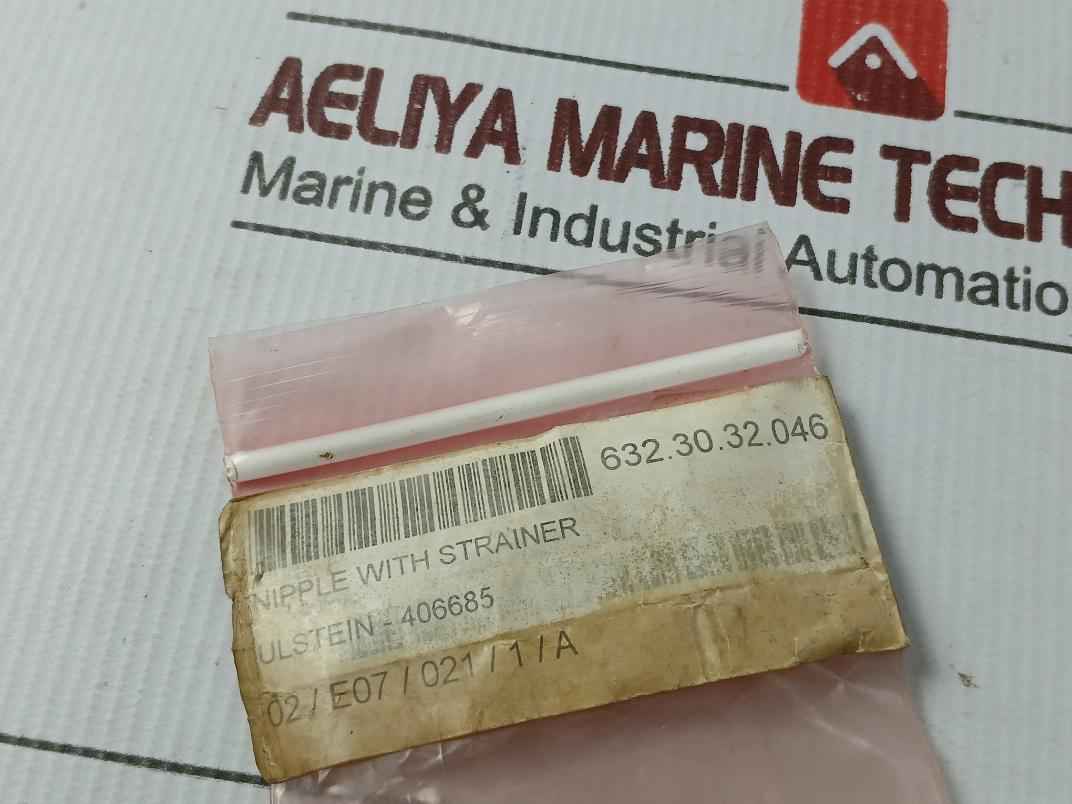 AELIYA MARINE TECH
Marine & Industrial Automatio
632.30.32.046
NIPPLE WITH STRAINER
ULSTEIN - 406685
02 / E07 / 021 / 1 / A